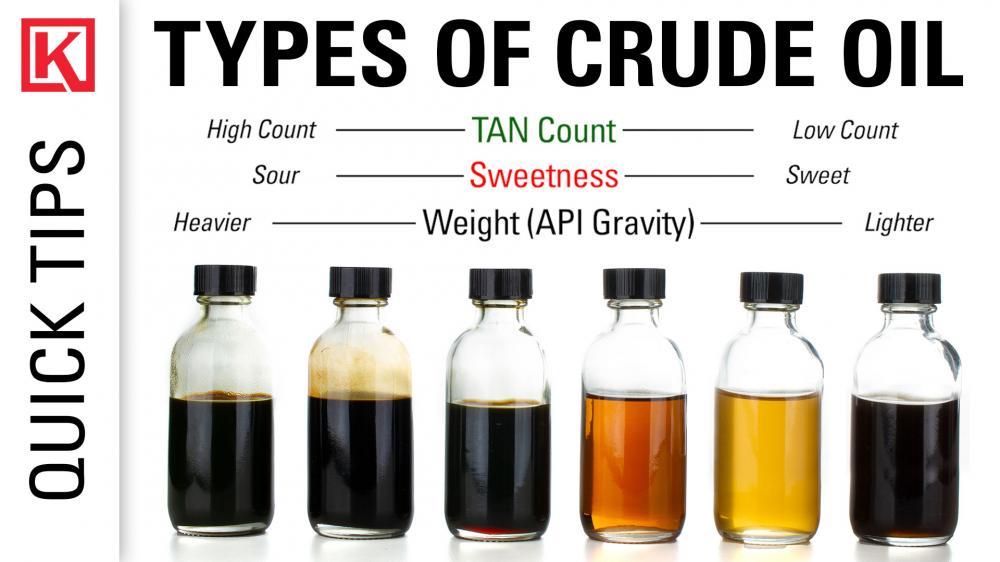 K
QUICK TIPS
TYPES OF CRUDE OIL
High Count TAN Count Low Count
Sour Sweetness Sweet
Heavier Weight (API Gravity) Lighter